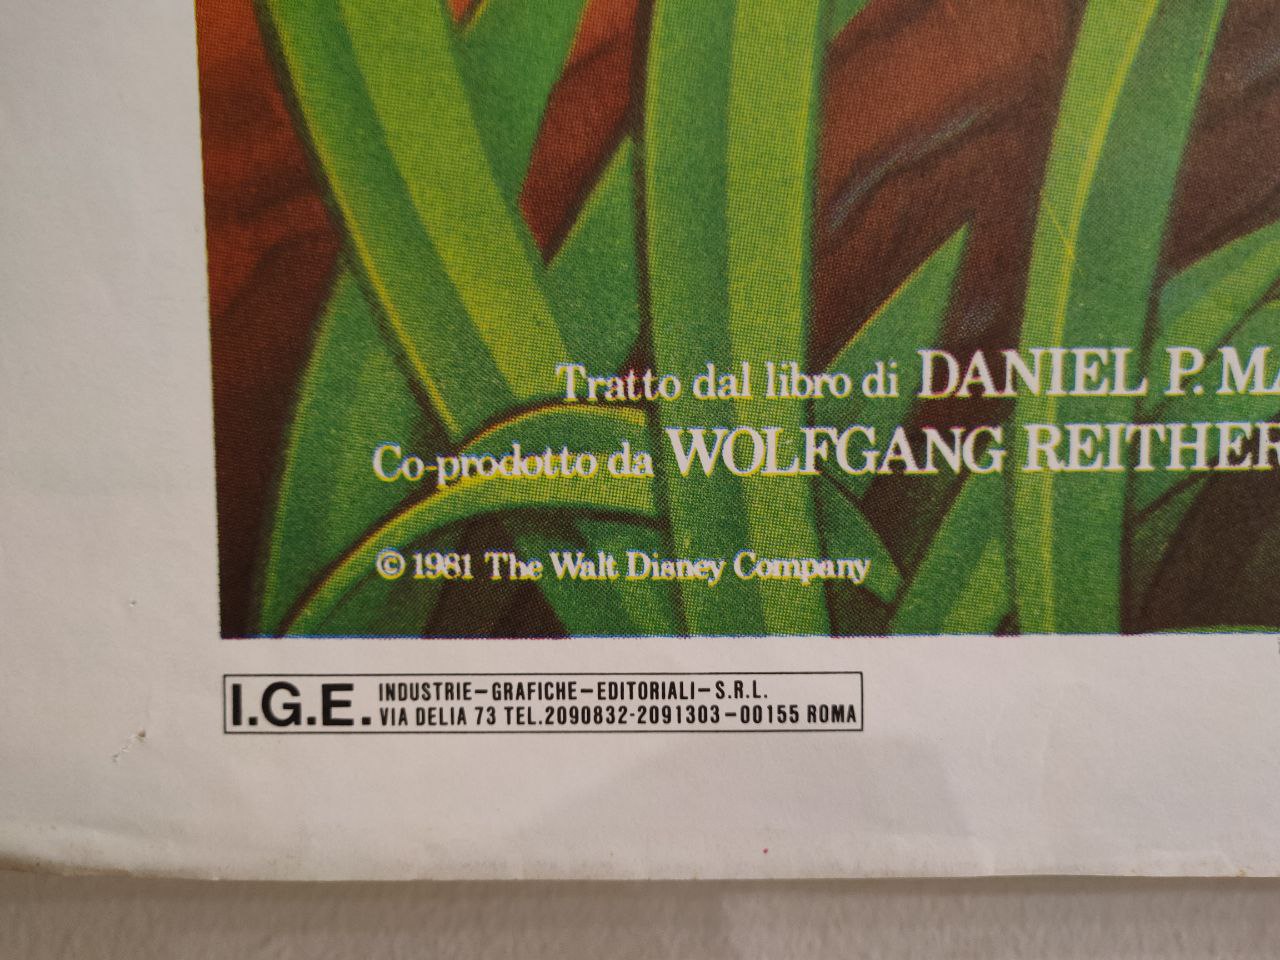 Tratto dal libro di DANIEL P. MA
Co-prodotto da WOLFGANG REITHER
© 1981 The Walt Disney Company
I.G.E. INDUSTRIE-GRAFICHE-EDITORIALI-S.R.L.
VIA DELIA 73 TEL.2090832-2091303-00155 ROMA